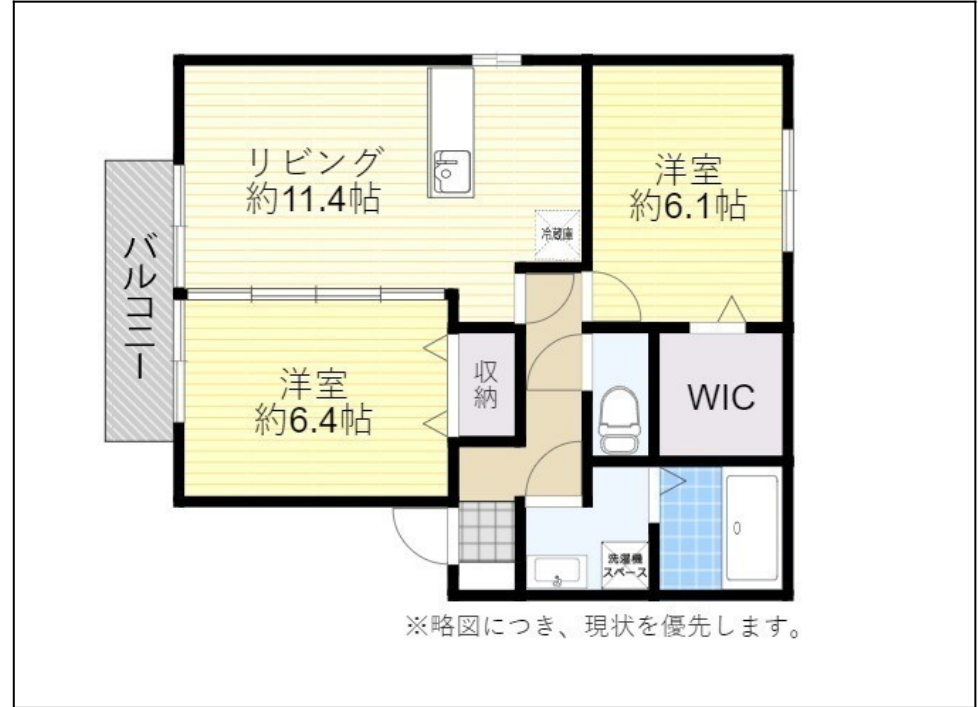 リビング
約11.4帖
洋室
約6.1帖
冷蔵庫
バルコニー
洋室
約6.4帖
収納
WIC
洗濯機
スペース
※略図につき、現状を優先します。